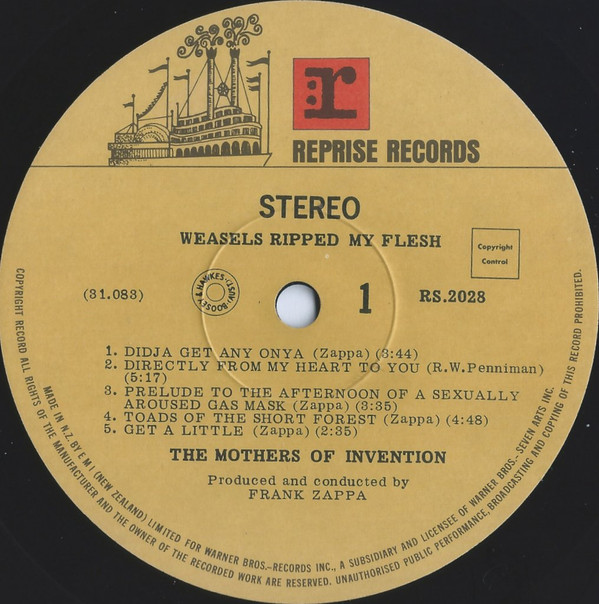 r
REPRISE RECORDS
STEREO
WEASELS RIPPED MY FLESH
Copyright
Control
(31.083)
BOOSEY & HAWKES
1
RS.2028
1. DIDJA GET ANY ONYA (Zappa) (3:44)
2. DIRECTLY FROM MY HEART TO YOU (R.W.Penniman)
(5:17)
3. PRELUDE TO THE AFTERNOON OF A SEXUALLY
AROUSED GAS MASK (Zappa) (3:35)
4. TOADS OF THE SHORT FOREST (Zappa) (4:48)
5. GET A LITTLE (Zappa) (2:35)
THE MOTHERS OF INVENTION
Produced and conducted by
FRANK ZAPPA
COPYRIGHT RECORD ALL RIGHTS OF THE MANUFACTURER AND THE OWNER OF THE RECORDED WORK ARE RESERVED. UNAUTHORISED PUBLIC PERFORMANCE, BROADCASTING AND COPYING OF THIS RECORD PROHIBITED.
MADE IN N.Z. BY E M I (NEW ZEALAND) LIMITED FOR WARNER BROS.-RECORDS INC., A SUBSIDIARY AND LICENSEE OF WARNER BROS.- SEVEN ARTS INC.